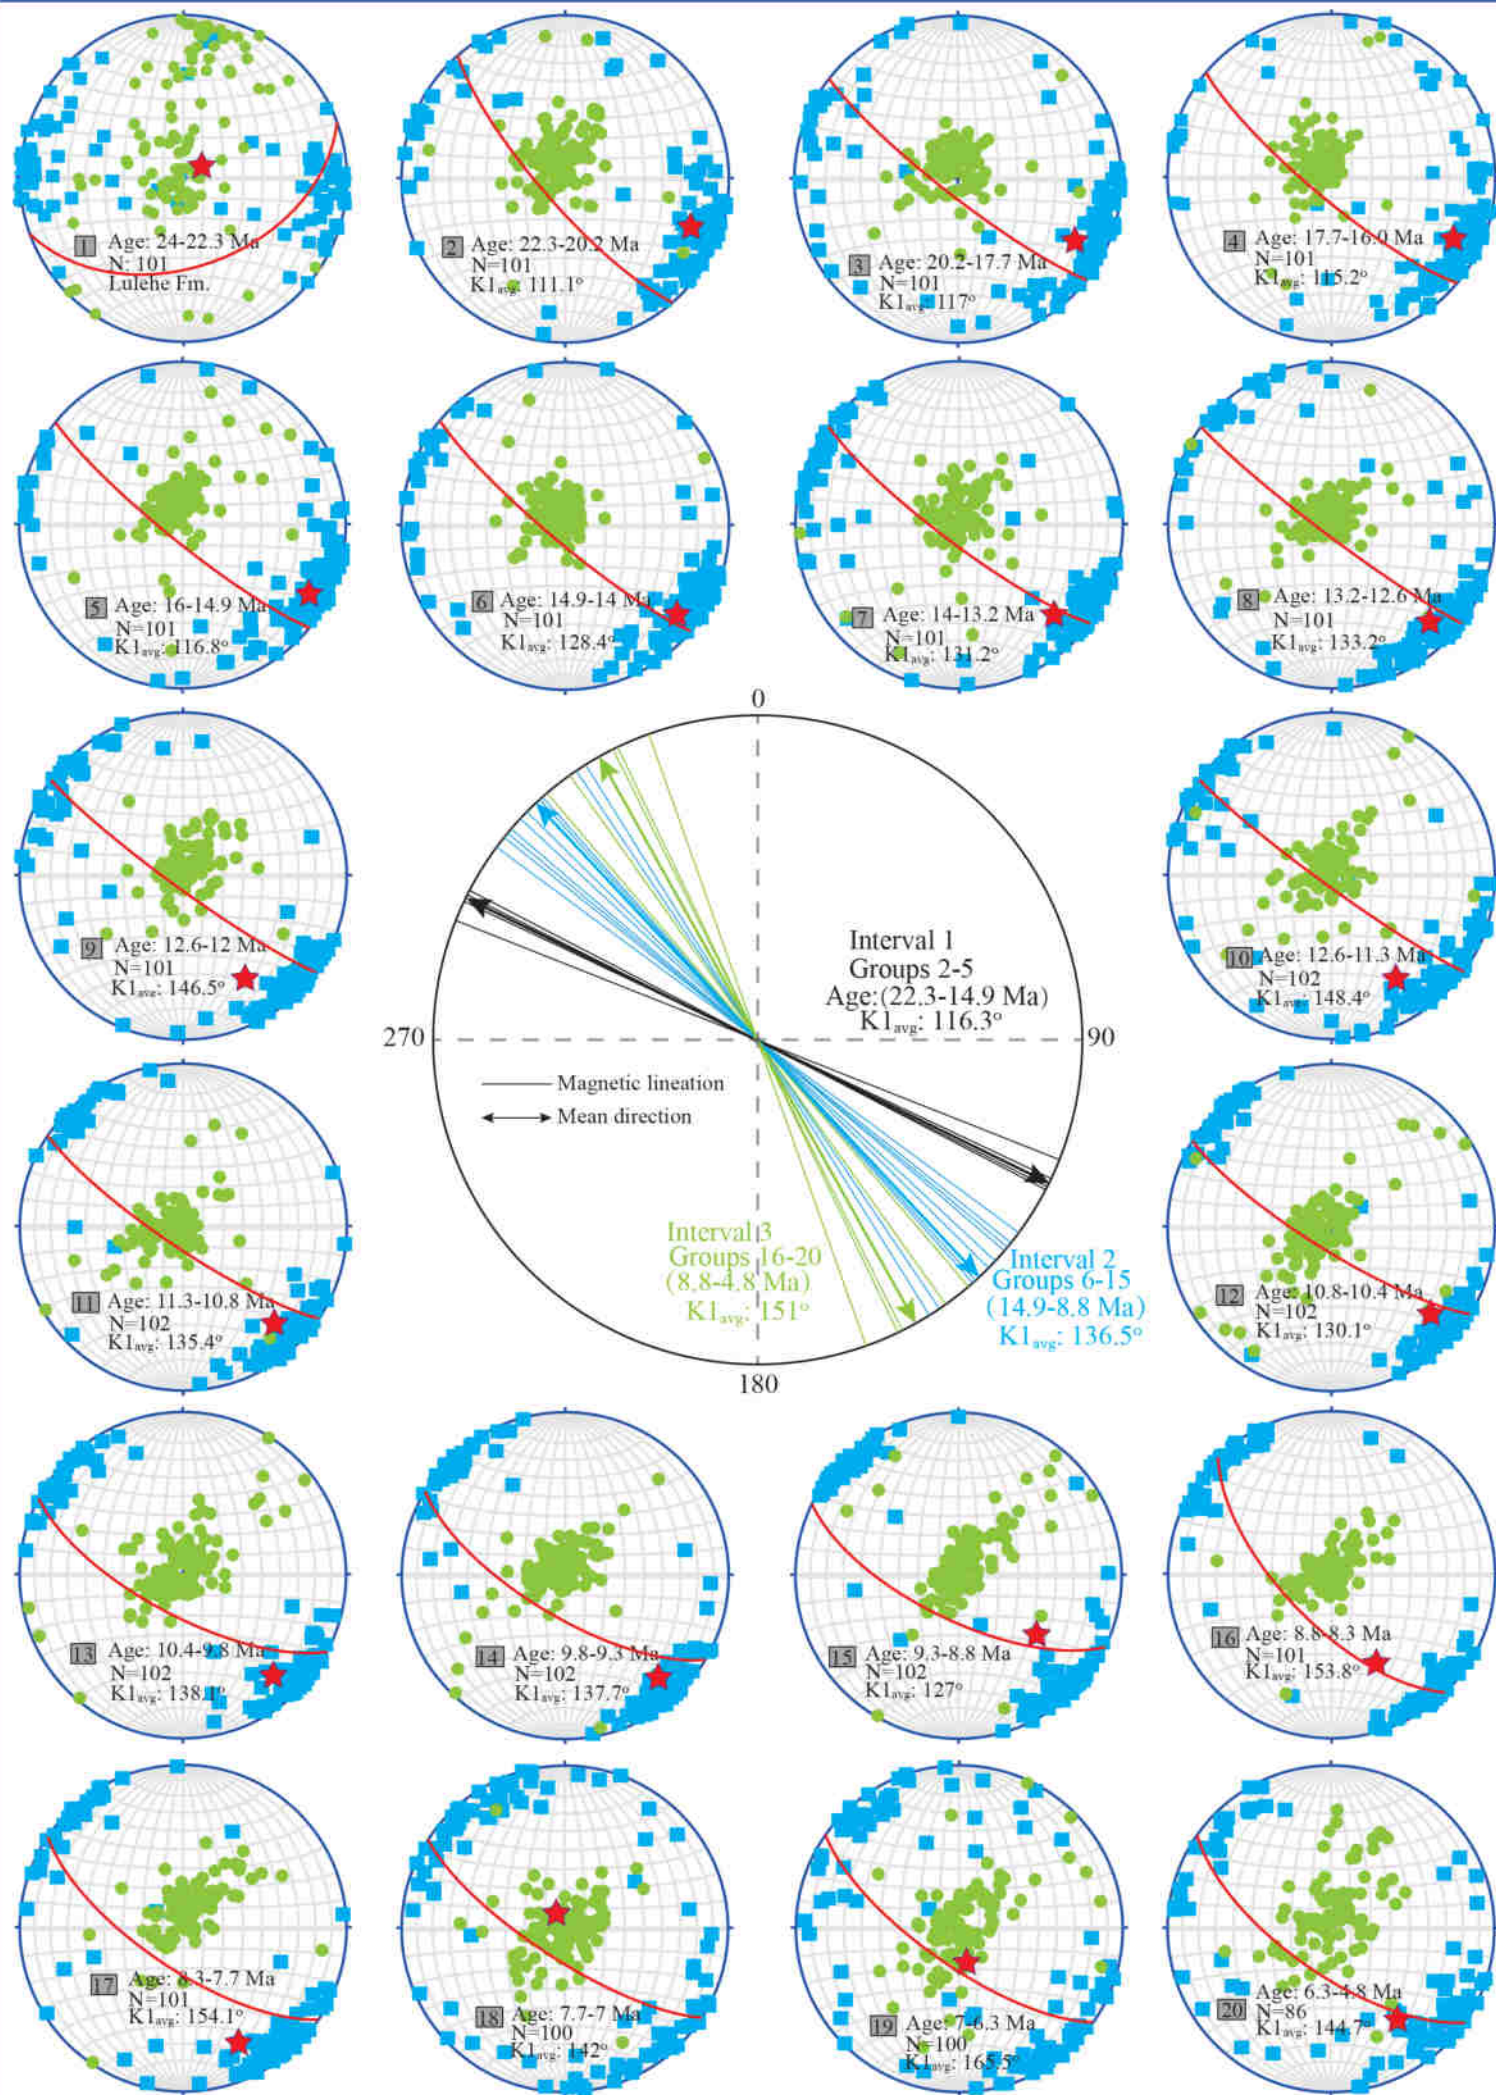 1 Age: 24-22.3 Ma
N: 101
Lulehe Fm.
2 Age: 22.3-20.2 Ma
N=101
K1avg: 111.1°
3 Age: 20.2-17.7 Ma
N=101
K1avg: 117°
4 Age: 17.7-16.0 Ma
N=101
K1avg: 115.2°
5 Age: 16-14.9 Ma
N=101
K1avg: 116.8°
6 Age: 14.9-14 Ma
N=101
K1avg: 128.4°
7 Age: 14-13.2 Ma
N=101
K1avg: 131.2°
8 Age: 13.2-12.6 Ma
N=101
K1avg: 133.2°
9 Age: 12.6-12 Ma
N=101
K1avg: 146.5°
0
90
180
270
Interval 1
Groups 2-5
Age:(22.3-14.9 Ma)
K1avg: 116.3°
Magnetic lineation
Mean direction
Interval 3
Groups 16-20
(8.8-4.8 Ma)
K1avg: 151°
Interval 2
Groups 6-15
(14.9-8.8 Ma)
K1avg: 136.5°
10 Age: 12.6-11.3 Ma
N=102
K1avg: 148.4°
11 Age: 11.3-10.8 Ma
N=102
K1avg: 135.4°
12 Age: 10.8-10.4 Ma
N=102
K1avg: 130.1°
13 Age: 10.4-9.8 Ma
N=102
K1avg: 138.1°
14 Age: 9.8-9.3 Ma
N=102
K1avg: 137.7°
15 Age: 9.3-8.8 Ma
N=102
K1avg: 127°
16 Age: 8.8-8.3 Ma
N=101
K1avg: 153.8°
17 Age: 8.3-7.7 Ma
N=101
K1avg: 154.1°
18 Age: 7.7-7 Ma
N=100
K1avg: 142°
19 Age: 7-6.3 Ma
N=100
K1avg: 165.5°
20 Age: 6.3-4.8 Ma
N=86
K1avg: 144.7°